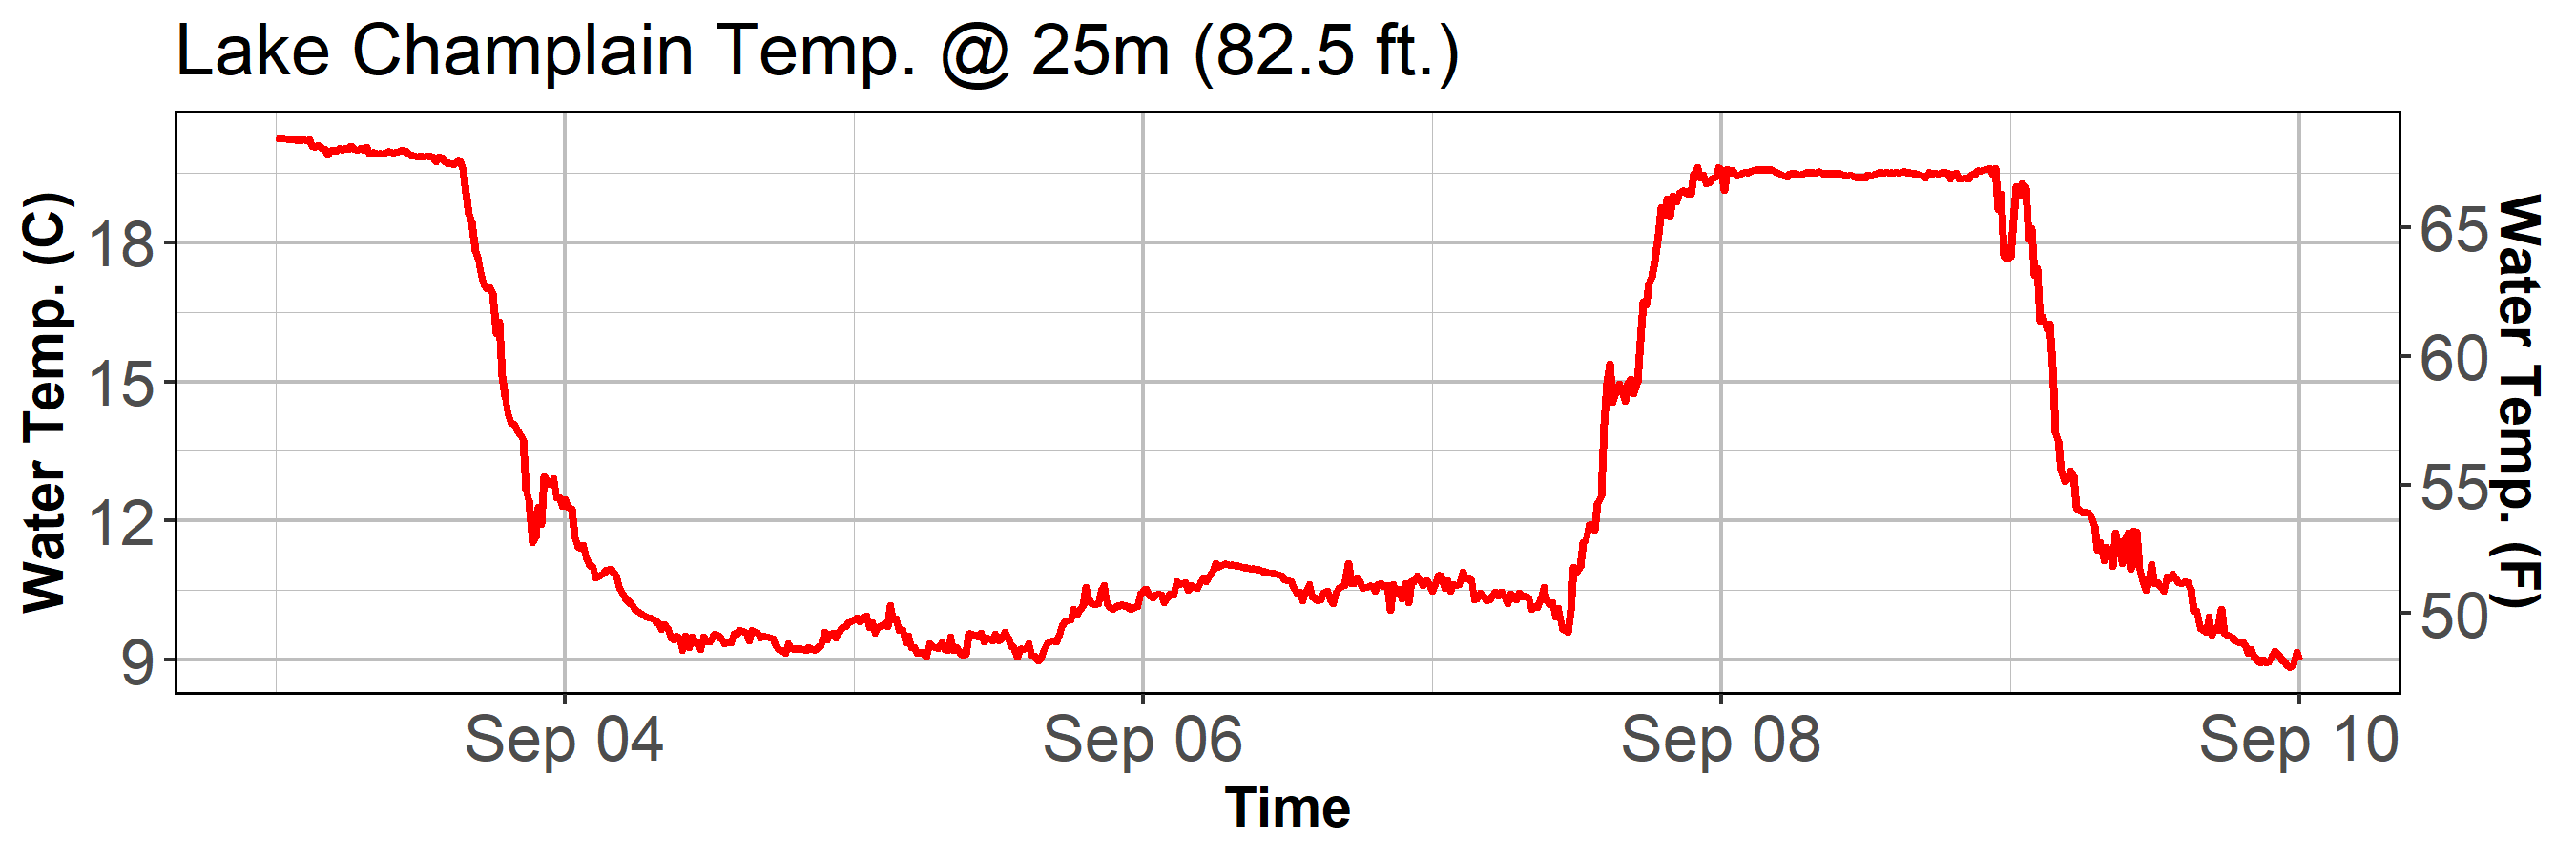 Lake Champlain Temp. @ 25m (82.5 ft.)
Water Temp. (C)
18
15
12
9
65
60
55
50
Water Temp. (F)
Sep 04 Sep 06 Sep 08 Sep 10
Time